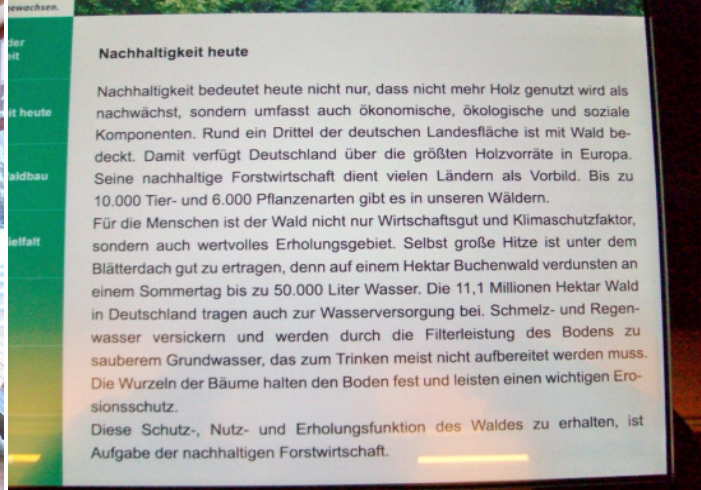 gewachsen.
der
heute
Waldbau
Nachhaltigkeit heute
Nachhaltigkeit bedeutet heute nicht nur, dass nicht mehr Holz genutzt wird als
nachwächst, sondern umfasst auch ökonomische, ökologische und soziale
Komponenten. Rund ein Drittel der deutschen Landesfläche ist mit Wald be-
deckt. Damit verfügt Deutschland über die größten Holzvorräte in Europa.
Seine nachhaltige Forstwirtschaft dient vielen Ländern als Vorbild. Bis zu
10.000 Tier- und 6.000 Pflanzenarten gibt es in unseren Wäldern.
Für die Menschen ist der Wald nicht nur Wirtschaftsgut und Klimaschutzfaktor,
sondern auch wertvolles Erholungsgebiet. Selbst große Hitze ist unter dem
Blätterdach gut zu ertragen, denn auf einem Hektar Buchenwald verdunsten an
einem Sommertag bis zu 50.000 Liter Wasser. Die 11,1 Millionen Hektar Wald
in Deutschland tragen auch zur Wasserversorgung bei. Schmelz- und Regen-
wasser versickern und werden durch die Filterleistung des Bodens zu
sauberem Grundwasser, das zum Trinken meist nicht aufbereitet werden muss.
Die Wurzeln der Bäume halten den Boden fest und leisten einen wichtigen Ero-
sionsschutz.
Diese Schutz-, Nutz- und Erholungsfunktion des Waldes zu erhalten, ist
Aufgabe der nachhaltigen Forstwirtschaft.